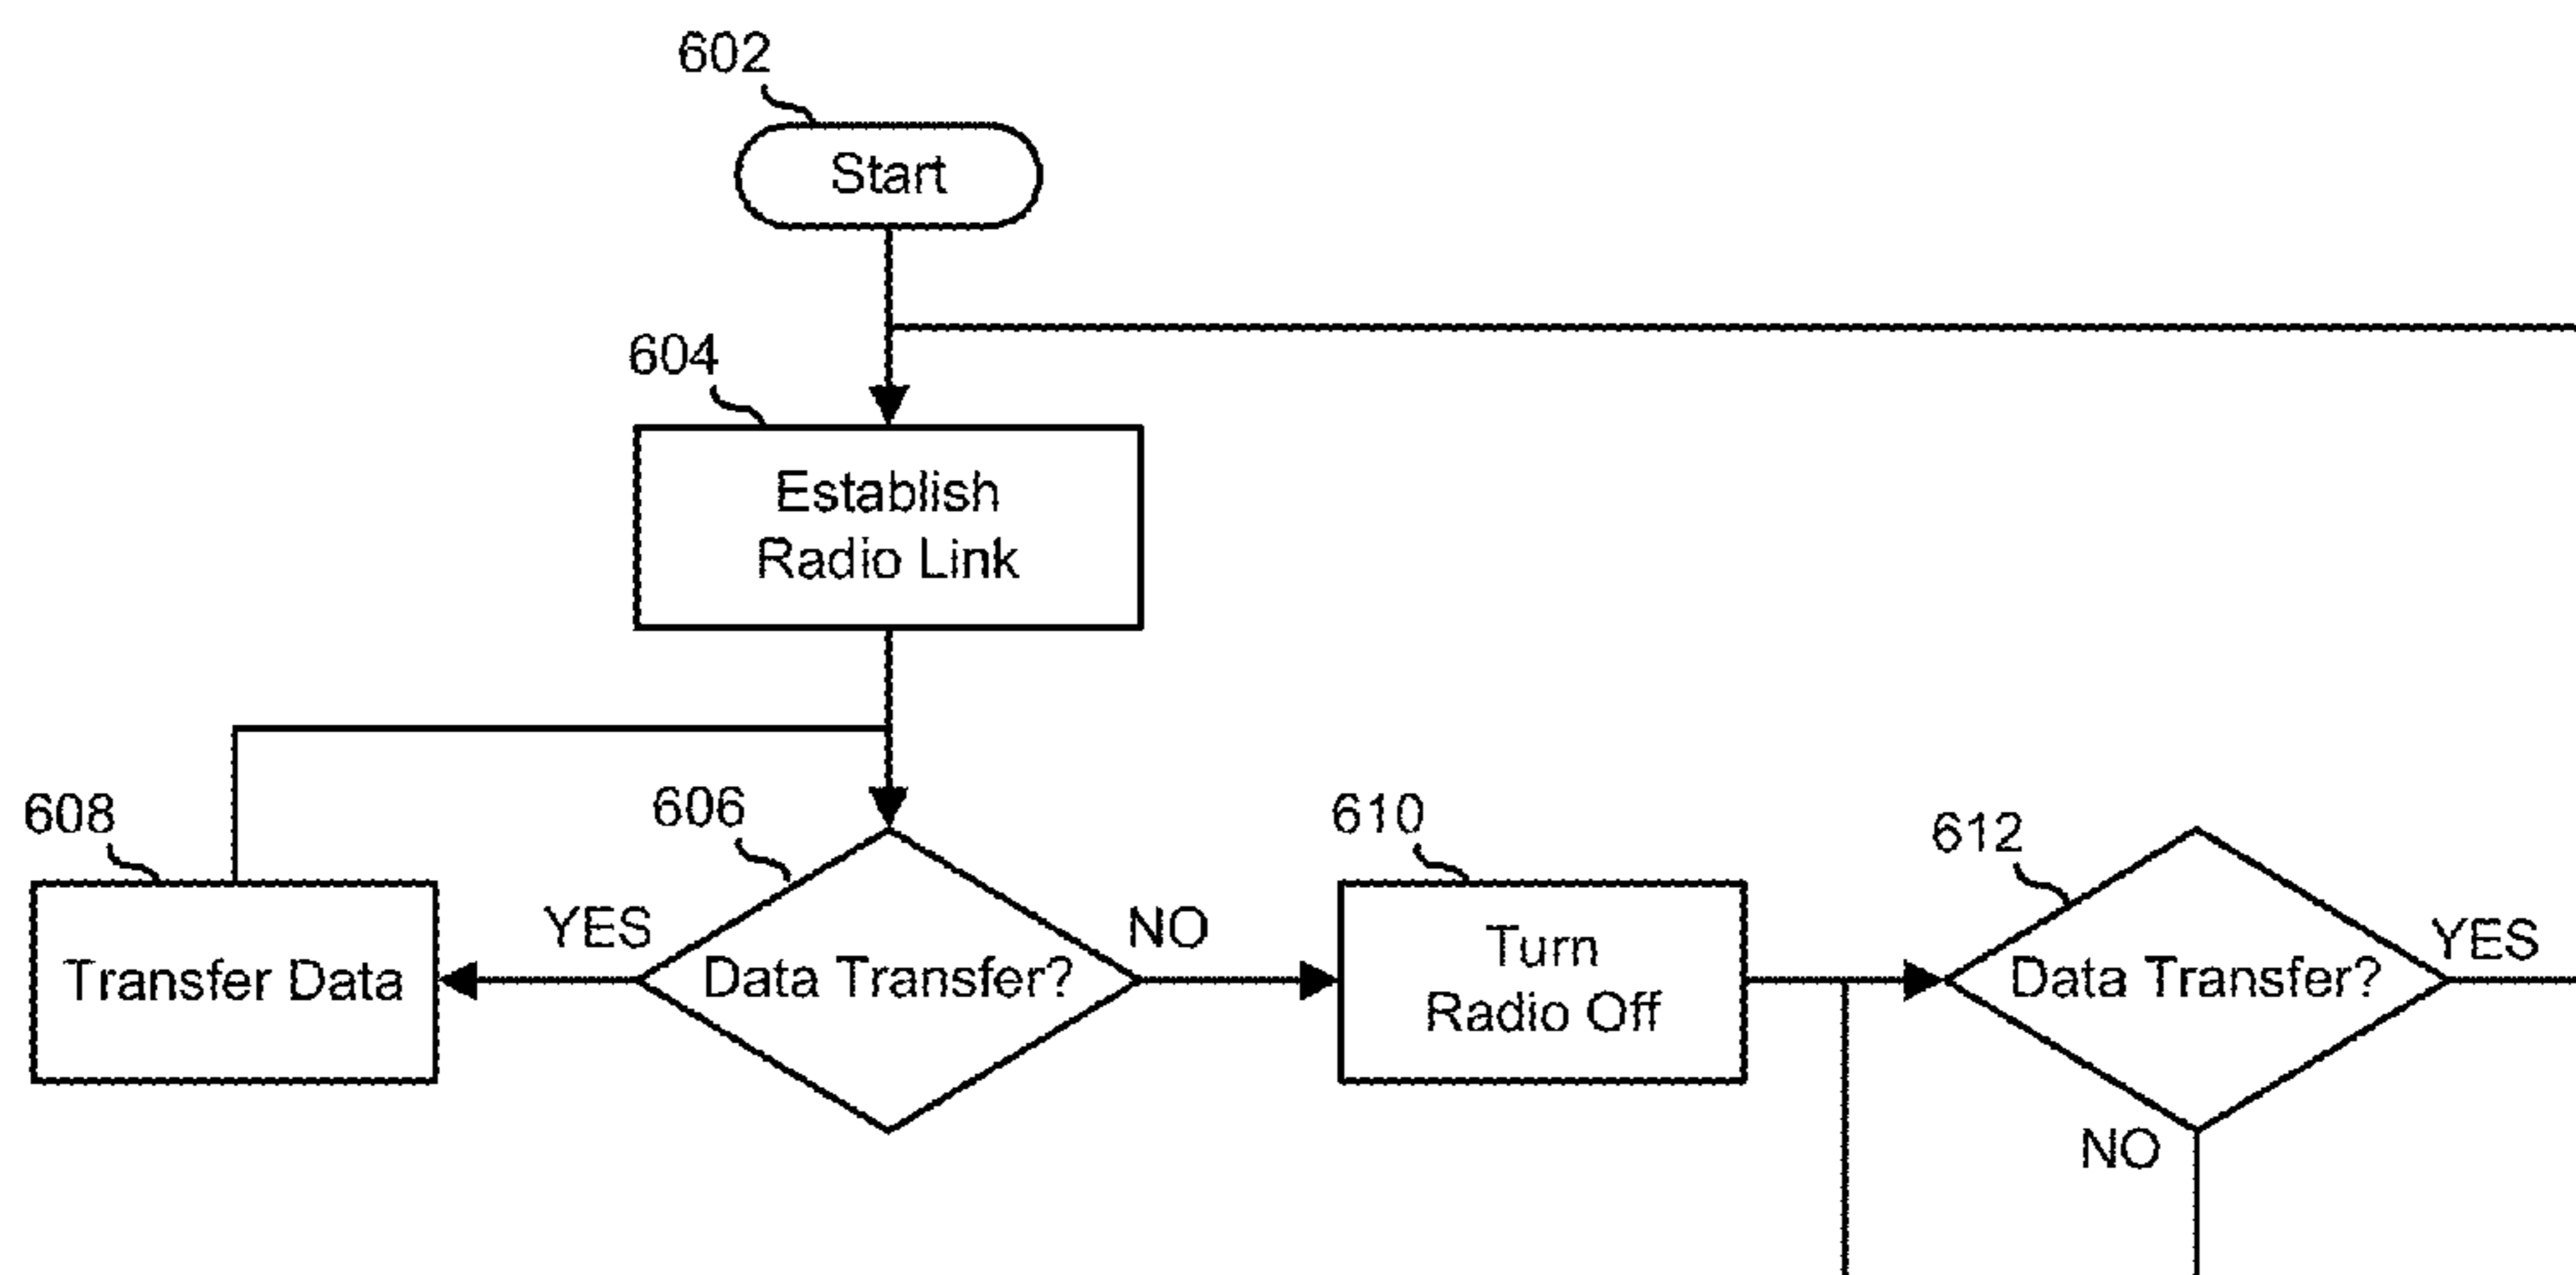 602
Start
604
Establish
Radio Link
608
606
610
612
YES
NO
YES
Transfer Data
Data Transfer?
Turn
Radio Off
Data Transfer?
NO